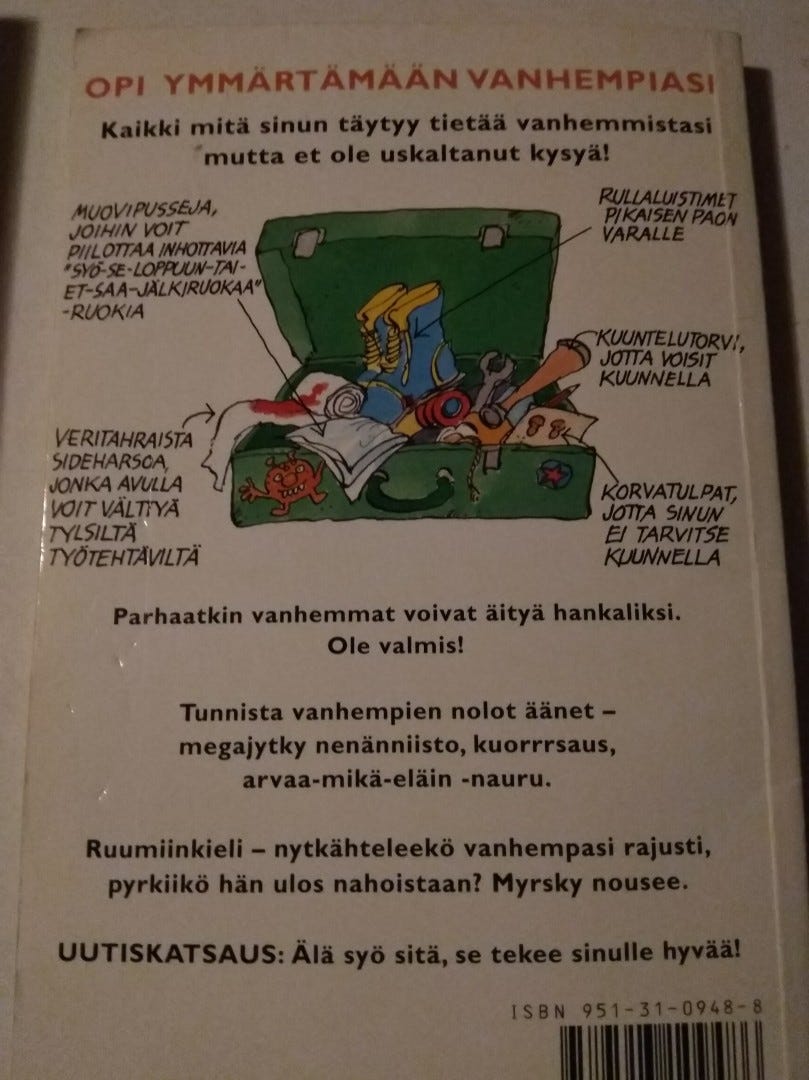 OPI YMMÄRTÄMÄÄN VANHEMPIASI
Kaikki mitä sinun täytyy tietää vanhemmistasi
mutta et ole uskaltanut kysyä!
MUOVIPUSSEJA,
JOIHIN VOIT
PIILOTTAA INHOTTAVIA
"SYÖ-SE-LOPPUUN-TAI-
ET-SAA-JÄLKIRUOKAA"
-RUOKIA
RULLALUISTIMET
PIKAISEN PAON
VARALLE
KUUNTELUTORVI,
JOTTA VOISIT
KUUNNELLA
VERITAHRAISTA
SIDEHARSOA,
JONKA AVULLA
VOIT VÄLTTYÄ
TYLSILTÄ
TYÖTEHTÄVILTÄ
KORVATULPAT,
JOTTA SINUN
EI TARVITSE
KUUNNELLA
Parhaatkin vanhemmat voivat äityä hankaliksi.
Ole valmis!
Tunnista vanhempien nolot äänet –
megajytky nenänniisto, kuorrrsaus,
arvaa-mikä-eläin -nauru.
Ruumiinkieli – nytkähteleekö vanhempasi rajusti,
pyrkiikö hän ulos nahoistaan? Myrsky nousee.
UUTISKATSAUS: Älä syö sitä, se tekee sinulle hyvää!
ISBN 951-31-0948-8